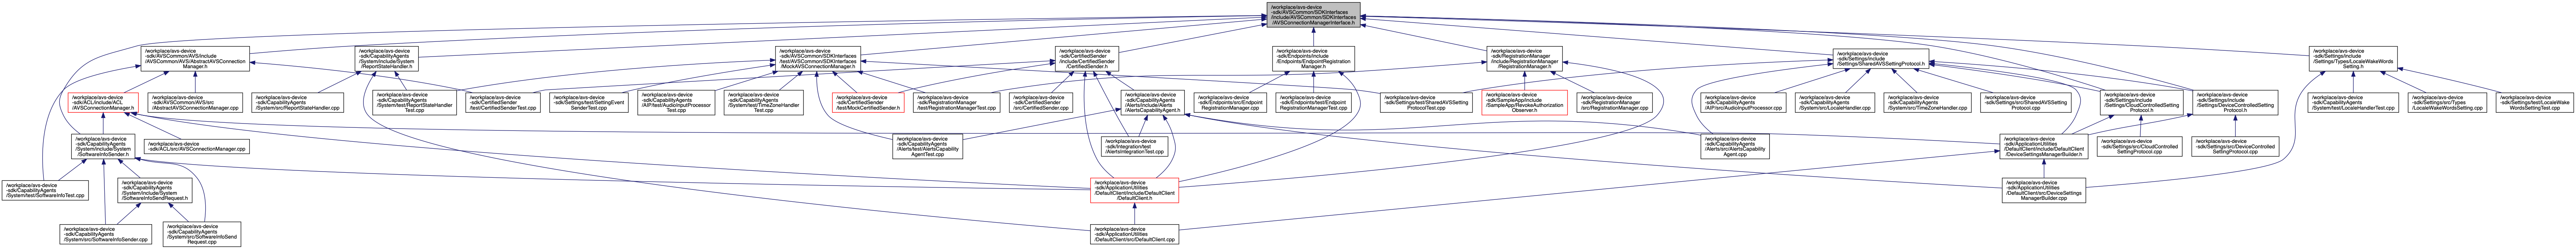 /workplace/avs-device
-sdk/AVSCommon/SDKInterfaces
/include/AVSCommon/SDKInterfaces
/AVSConnectionManagerInterface.h
/workplace/avs-device
-sdk/AVSCommon/AVS/include
/AVSCommon/AVS/AbstractAVSConnection
Manager.h
/workplace/avs-device
-sdk/CapabilityAgents
/System/include/System
/ReportStateHandler.h
/workplace/avs-device
-sdk/AVSCommon/SDKInterfaces
/test/AVSCommon/SDKInterfaces
/MockAVSConnectionManager.h
/workplace/avs-device
-sdk/CertifiedSender
/include/CertifiedSender
/CertifiedSender.h
/workplace/avs-device
-sdk/Endpoints/include
/Endpoints/EndpointRegistration
Manager.h
/workplace/avs-device
-sdk/RegistrationManager
/include/RegistrationManager
/RegistrationManager.h
/workplace/avs-device
-sdk/Settings/include
/Settings/SharedAVSSettingProtocol.h
/workplace/avs-device
-sdk/Settings/include
/Settings/Types/LocaleWakeWords
Setting.h
/workplace/avs-device
-sdk/ACL/include/ACL
/AVSConnectionManager.h
/workplace/avs-device
-sdk/AVSCommon/AVS/src
/AbstractAVSConnectionManager.cpp
/workplace/avs-device
-sdk/CapabilityAgents
/System/src/ReportStateHandler.cpp
/workplace/avs-device
-sdk/CapabilityAgents
/System/test/ReportStateHandler
Test.cpp
/workplace/avs-device
-sdk/CertifiedSender
/test/CertifiedSenderTest.cpp
/workplace/avs-device
-sdk/Settings/test/SettingEvent
SenderTest.cpp
/workplace/avs-device
-sdk/CapabilityAgents
/AIP/test/AudioInputProcessor
Test.cpp
/workplace/avs-device
-sdk/CapabilityAgents
/System/test/TimeZoneHandler
Test.cpp
/workplace/avs-device
-sdk/CertifiedSender
/test/MockCertifiedSender.h
/workplace/avs-device
-sdk/RegistrationManager
/test/RegistrationManagerTest.cpp
/workplace/avs-device
-sdk/CertifiedSender
/src/CertifiedSender.cpp
/workplace/avs-device
-sdk/CapabilityAgents
/Alerts/include/Alerts
/AlertsCapabilityAgent.h
/workplace/avs-device
-sdk/Endpoints/src/Endpoint
RegistrationManager.cpp
/workplace/avs-device
-sdk/Endpoints/test/Endpoint
RegistrationManagerTest.cpp
/workplace/avs-device
-sdk/Settings/test/SharedAVSSetting
ProtocolTest.cpp
/workplace/avs-device
-sdk/SampleApp/include
/SampleApp/RevokeAuthorization
Observer.h
/workplace/avs-device
-sdk/RegistrationManager
/src/RegistrationManager.cpp
/workplace/avs-device
-sdk/CapabilityAgents
/AIP/src/AudioInputProcessor.cpp
/workplace/avs-device
-sdk/CapabilityAgents
/System/src/LocaleHandler.cpp
/workplace/avs-device
-sdk/CapabilityAgents
/System/src/TimeZoneHandler.cpp
/workplace/avs-device
-sdk/Settings/src/SharedAVSSetting
Protocol.cpp
/workplace/avs-device
-sdk/Settings/include
/Settings/CloudControlledSetting
Protocol.h
/workplace/avs-device
-sdk/Settings/include
/Settings/DeviceControlledSetting
Protocol.h
/workplace/avs-device
-sdk/CapabilityAgents
/System/test/LocaleHandlerTest.cpp
/workplace/avs-device
-sdk/Settings/src/Types
/LocaleWakeWordsSetting.cpp
/workplace/avs-device
-sdk/Settings/test/LocaleWake
WordsSettingTest.cpp
/workplace/avs-device
-sdk/CapabilityAgents
/System/include/System
/SoftwareInfoSender.h
/workplace/avs-device
-sdk/ACL/src/AVSConnectionManager.cpp
/workplace/avs-device
-sdk/CapabilityAgents
/Alerts/test/AlertsCapability
AgentTest.cpp
/workplace/avs-device
-sdk/Integration/test
/AlertsIntegrationTest.cpp
/workplace/avs-device
-sdk/CapabilityAgents
/Alerts/src/AlertsCapability
Agent.cpp
/workplace/avs-device
-sdk/ApplicationUtilities
/DefaultClient/include/DefaultClient
/DeviceSettingsManagerBuilder.h
/workplace/avs-device
-sdk/Settings/src/CloudControlled
SettingProtocol.cpp
/workplace/avs-device
-sdk/Settings/src/DeviceControlled
SettingProtocol.cpp
/workplace/avs-device
-sdk/CapabilityAgents
/System/test/SoftwareInfoTest.cpp
/workplace/avs-device
-sdk/CapabilityAgents
/System/include/System
/SoftwareInfoSendRequest.h
/workplace/avs-device
-sdk/ApplicationUtilities
/DefaultClient/include/DefaultClient
/DefaultClient.h
/workplace/avs-device
-sdk/ApplicationUtilities
/DefaultClient/src/DeviceSettings
ManagerBuilder.cpp
/workplace/avs-device
-sdk/CapabilityAgents
/System/src/SoftwareInfoSender.cpp
/workplace/avs-device
-sdk/CapabilityAgents
/System/src/SoftwareInfoSend
Request.cpp
/workplace/avs-device
-sdk/ApplicationUtilities
/DefaultClient/src/DefaultClient.cpp